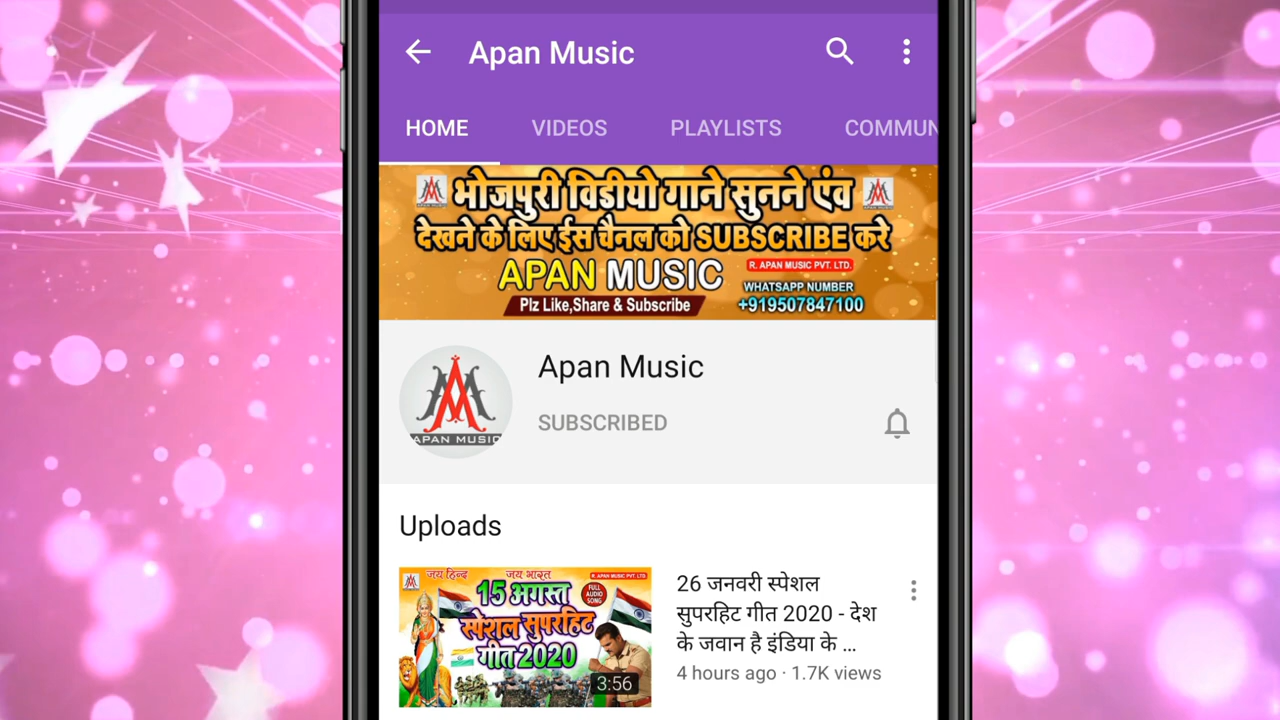 Apan Music
HOME VIDEOS PLAYLISTS COMMUN
भोजपुरी विडीयो गाने सुनने एंव
देखने के लिए ईस चैनल को SUBSCRIBE करे
APAN MUSIC
R. APAN MUSIC PVT. LTD.
WHATSAPP NUMBER
+919507847100
Plz Like,Share & Subscribe
Apan Music
SUBSCRIBED
APAN MUSIC
Uploads
जय हिन्द जय भारत
R. APAN MUSIC PVT. LTD
15 अगस्त
स्पेशल सुपरहिट
गीत 2020
FULL
AUDIO
SONG
3:56
26 जनवरी स्पेशल
सुपरहिट गीत 2020 - देश
के जवान है इंडिया के ...
4 hours ago · 1.7K views